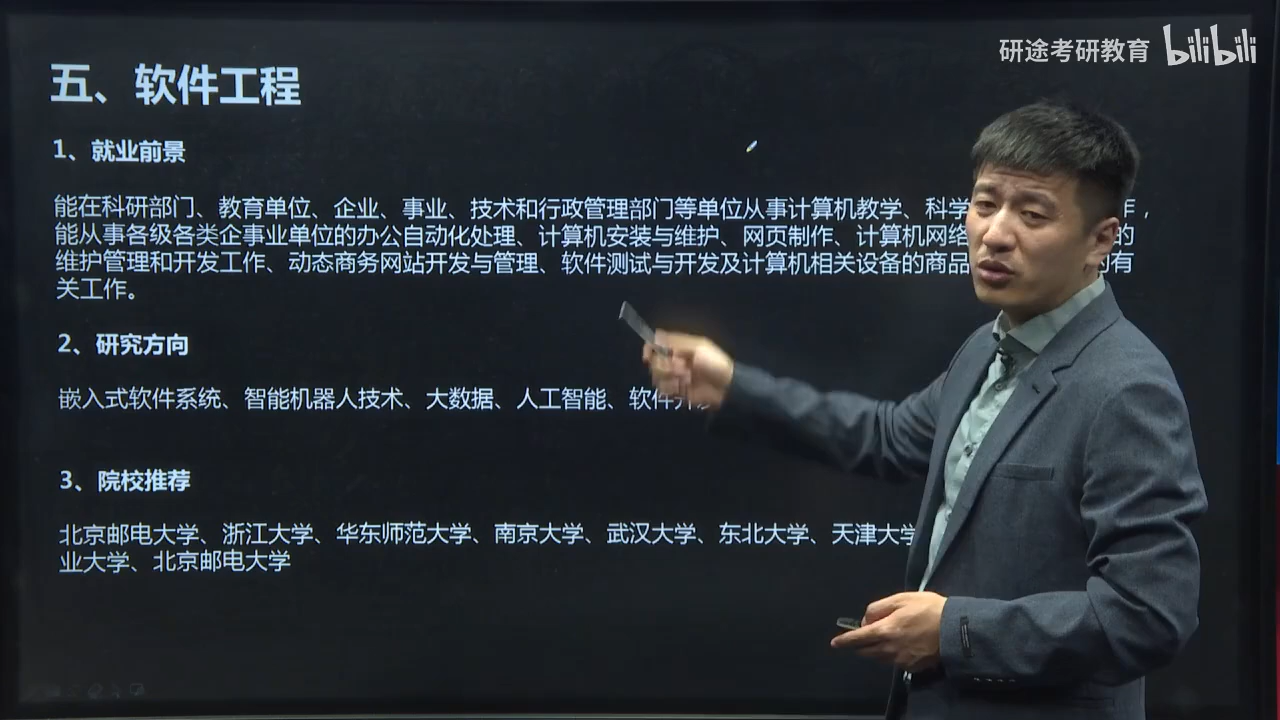 研途考研教育 bilibili
五、软件工程
1、就业前景
能在科研部门、教育单位、企业、事业、技术和行政管理部门等单位从事计算机教学、科学
能从事各级各类企事业单位的办公自动化处理、计算机安装与维护、网页制作、计算机网络 的
维护管理和开发工作、动态商务网站开发与管理、软件测试与开发及计算机相关设备的商品 有
关工作。
2、研究方向
嵌入式软件系统、智能机器人技术、大数据、人工智能、软件开
3、院校推荐
北京邮电大学、浙江大学、华东师范大学、南京大学、武汉大学、东北大学、天津大学
业大学、北京邮电大学